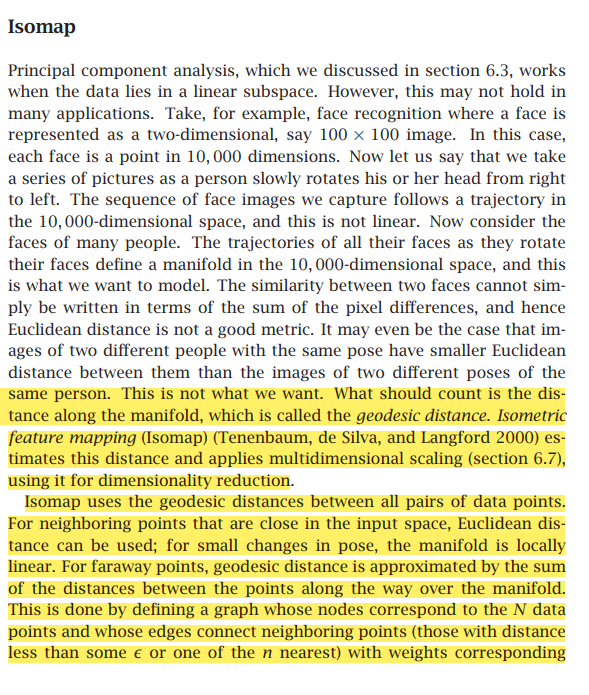 Isomap
Principal component analysis, which we discussed in section 6.3, works
when the data lies in a linear subspace. However, this may not hold in
many applications. Take, for example, face recognition where a face is
represented as a two-dimensional, say 100 × 100 image. In this case,
each face is a point in 10,000 dimensions. Now let us say that we take
a series of pictures as a person slowly rotates his or her head from right
to left. The sequence of face images we capture follows a trajectory in
the 10,000-dimensional space, and this is not linear. Now consider the
faces of many people. The trajectories of all their faces as they rotate
their faces define a manifold in the 10,000-dimensional space, and this
is what we want to model. The similarity between two faces cannot sim-
ply be written in terms of the sum of the pixel differences, and hence
Euclidean distance is not a good metric. It may even be the case that im-
ages of two different people with the same pose have smaller Euclidean
distance between them than the images of two different poses of the
same person. This is not what we want. What should count is the dis-
tance along the manifold, which is called the geodesic distance. Isometric
feature mapping (Isomap) (Tenenbaum, de Silva, and Langford 2000) es-
timates this distance and applies multidimensional scaling (section 6.7),
using it for dimensionality reduction.
Isomap uses the geodesic distances between all pairs of data points.
For neighboring points that are close in the input space, Euclidean dis-
tance can be used; for small changes in pose, the manifold is locally
linear. For faraway points, geodesic distance is approximated by the sum
of the distances between the points along the way over the manifold.
This is done by defining a graph whose nodes correspond to the N data
points and whose edges connect neighboring points (those with distance
less than some ϵ or one of the n nearest) with weights corresponding